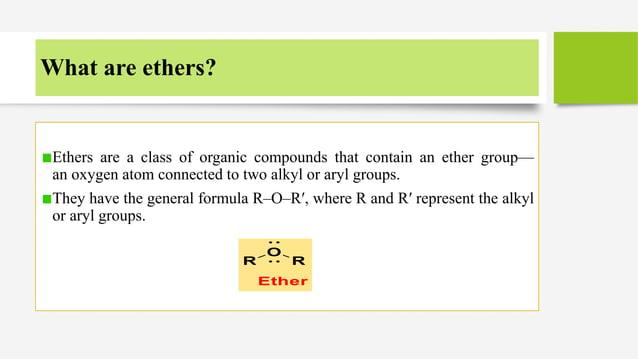 What are ethers?
Ethers are a class of organic compounds that contain an ether group—
an oxygen atom connected to two alkyl or aryl groups.
They have the general formula R–O–R′, where R and R′ represent the alkyl
or aryl groups.
R O R
Ether